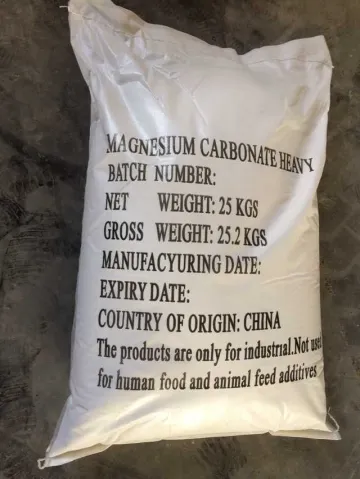 MAGNESIUM CARBONATE HEAVY
BATCH NUMBER:
NET WEIGHT: 25 KGS
GROSS WEIGHT: 25.2 KGS
MANUFACYURING DATE:
EXPIRY DATE:
COUNTRY OF ORIGIN: CHINA
The products are only for industrial.Not used
for human food and animal feed additives